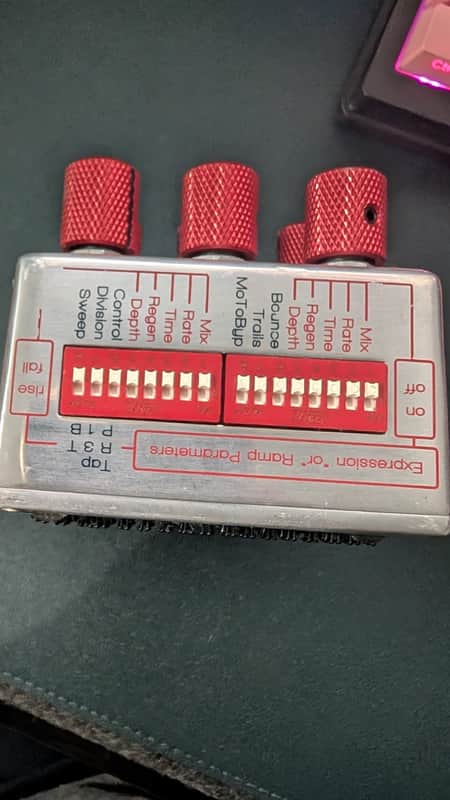 Expression "or" Ramp Parameters
Tap
R 3 T
P 1 B
on
off
rise
fall
Mix
Rate
Time
Regen
Depth
Bounce
Trails
MoToByp
Mix
Rate
Time
Regen
Depth
Control
Division
Sweep